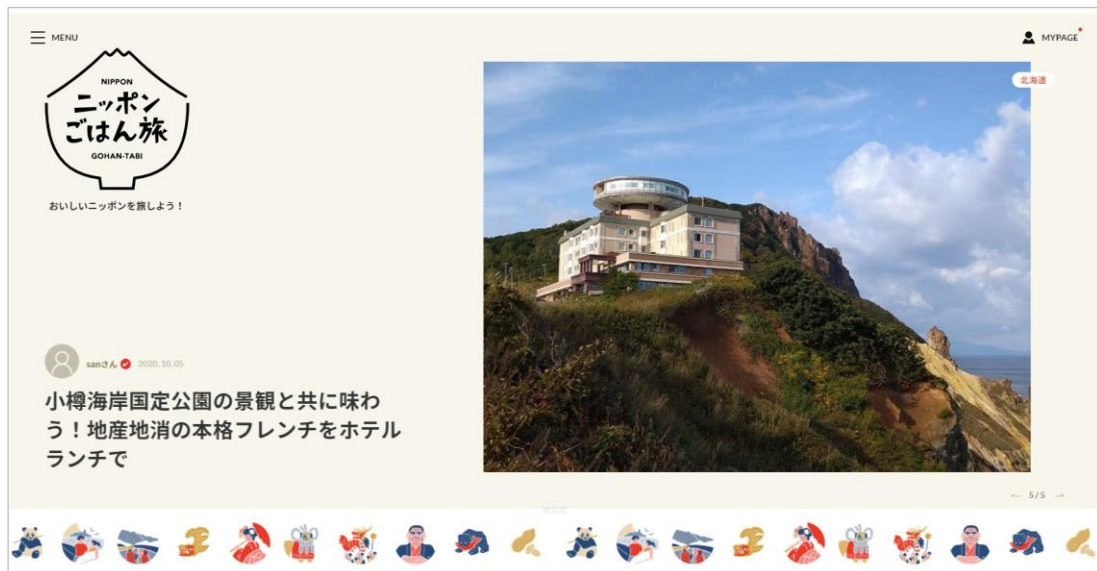 MENU
MYPAGE
北海道
NIPPON
ニッポン
ごはん旅
GOHAN-TABI
おいしいニッポンを旅しよう！
sanさん 2020.10.05
小樽海岸国定公園の景観と共に味わ
う！地産地消の本格フレンチをホテル
ランチで
← 5/5 →